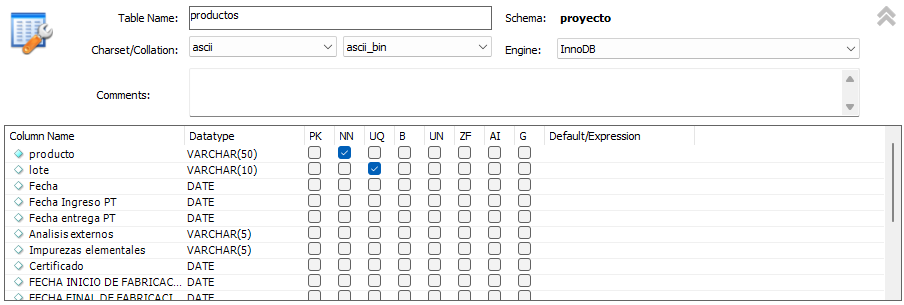 Table Name: productos Schema: proyecto
Charset/Collation: ascii ascii_bin Engine: InnoDB
Comments:
Column Name Datatype PK NN UQ B UN ZF AI G Default/Expression
producto VARCHAR(50)
lote VARCHAR(10)
Fecha DATE
Fecha Ingreso PT DATE
Fecha entrega PT DATE
Analisis externos VARCHAR(5)
Impurezas elementales VARCHAR(5)
Certificado DATE
FECHA INICIO DE FABRICAC... DATE
FECHA FINAL DE FABRICACI... DATE